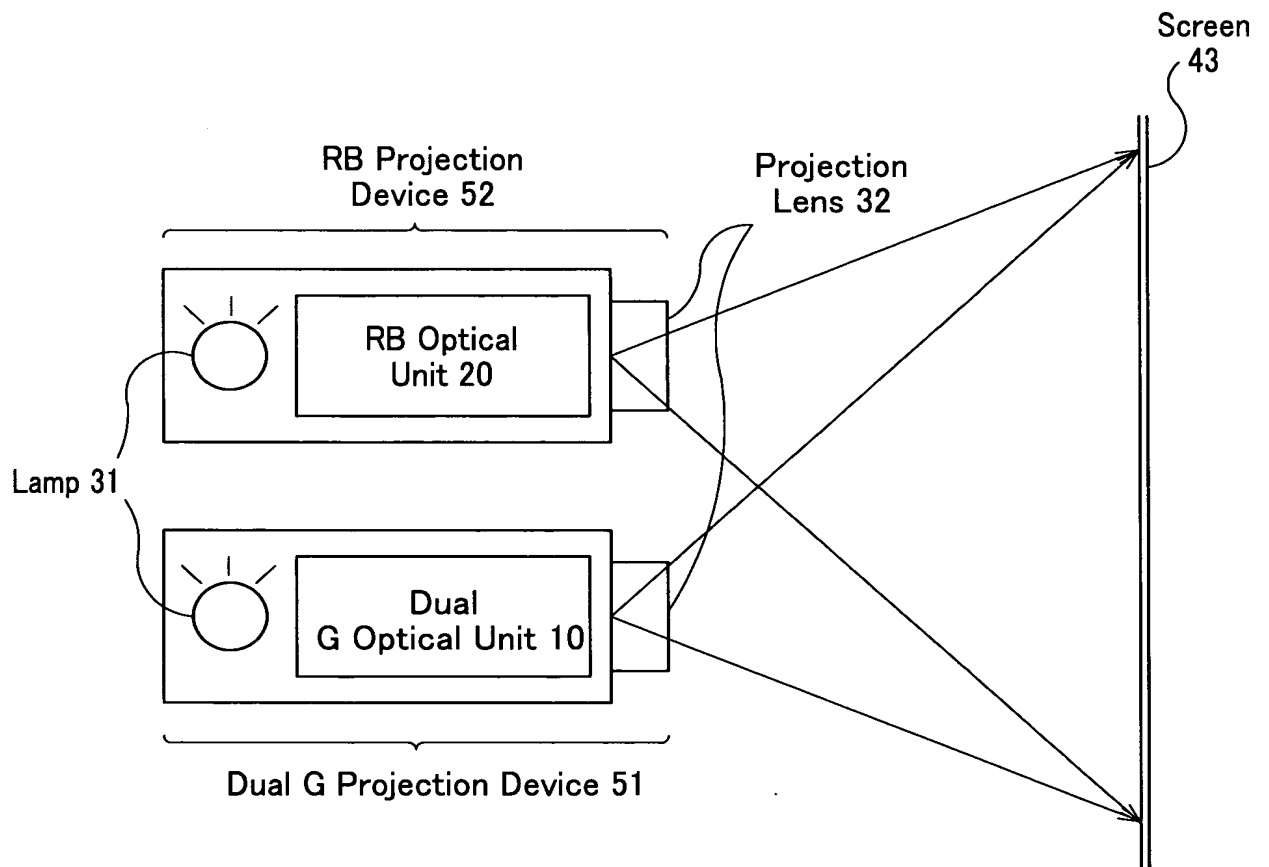 Screen
43
RB Projection
Device 52
Projection
Lens 32
RB Optical
Unit 20
Lamp 31
Dual
G Optical Unit 10
Dual G Projection Device 51